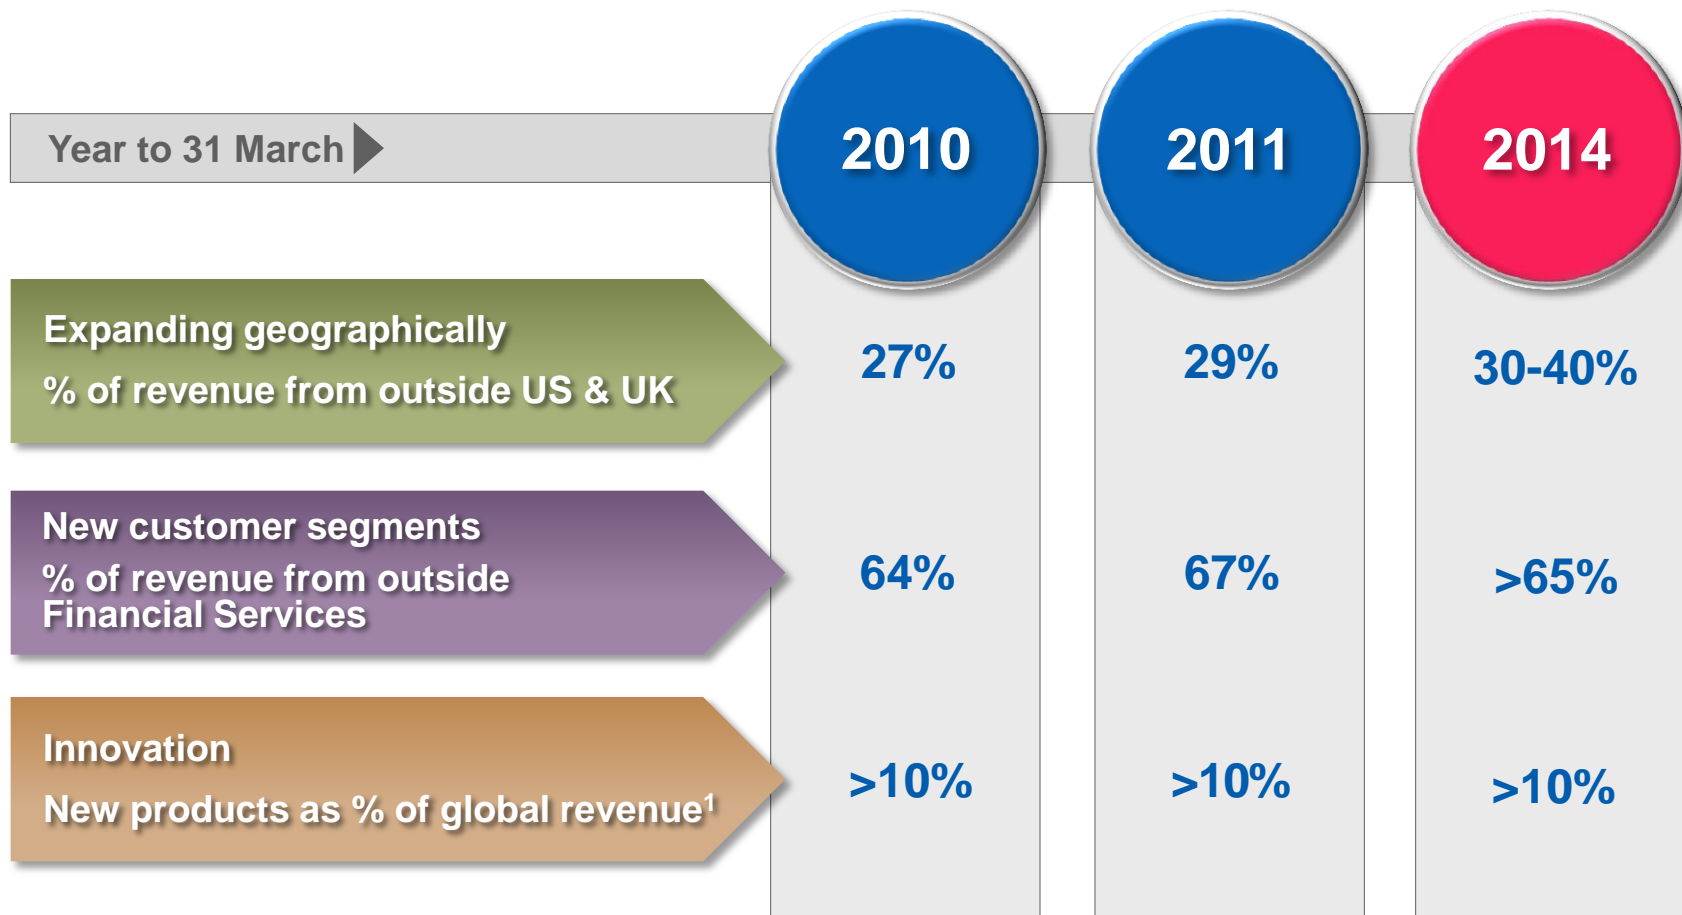 Year to 31 March
2010
2011
2014
Expanding geographically
% of revenue from outside US & UK
27%
29%
30-40%
New customer segments
% of revenue from outside
Financial Services
64%
67%
>65%
Innovation
New products as % of global revenue¹
>10%
>10%
>10%